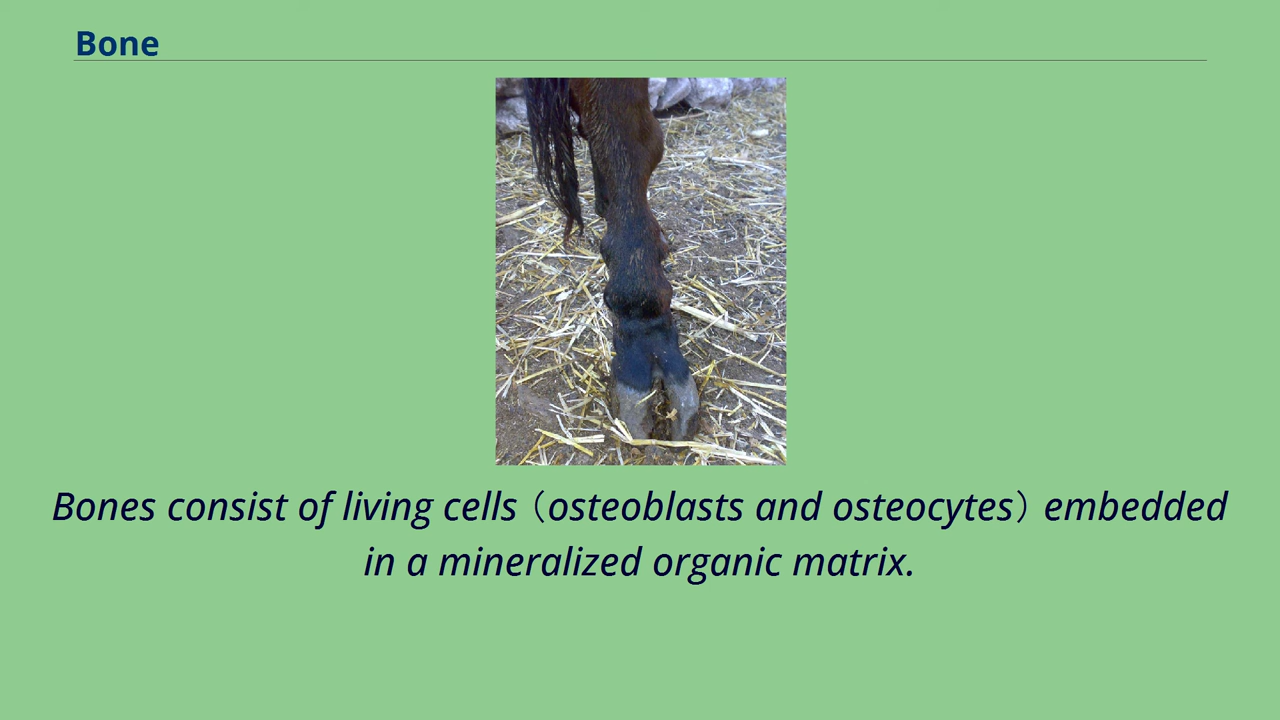 Bone
Bones consist of living cells（osteoblasts and osteocytes）embedded
in a mineralized organic matrix.